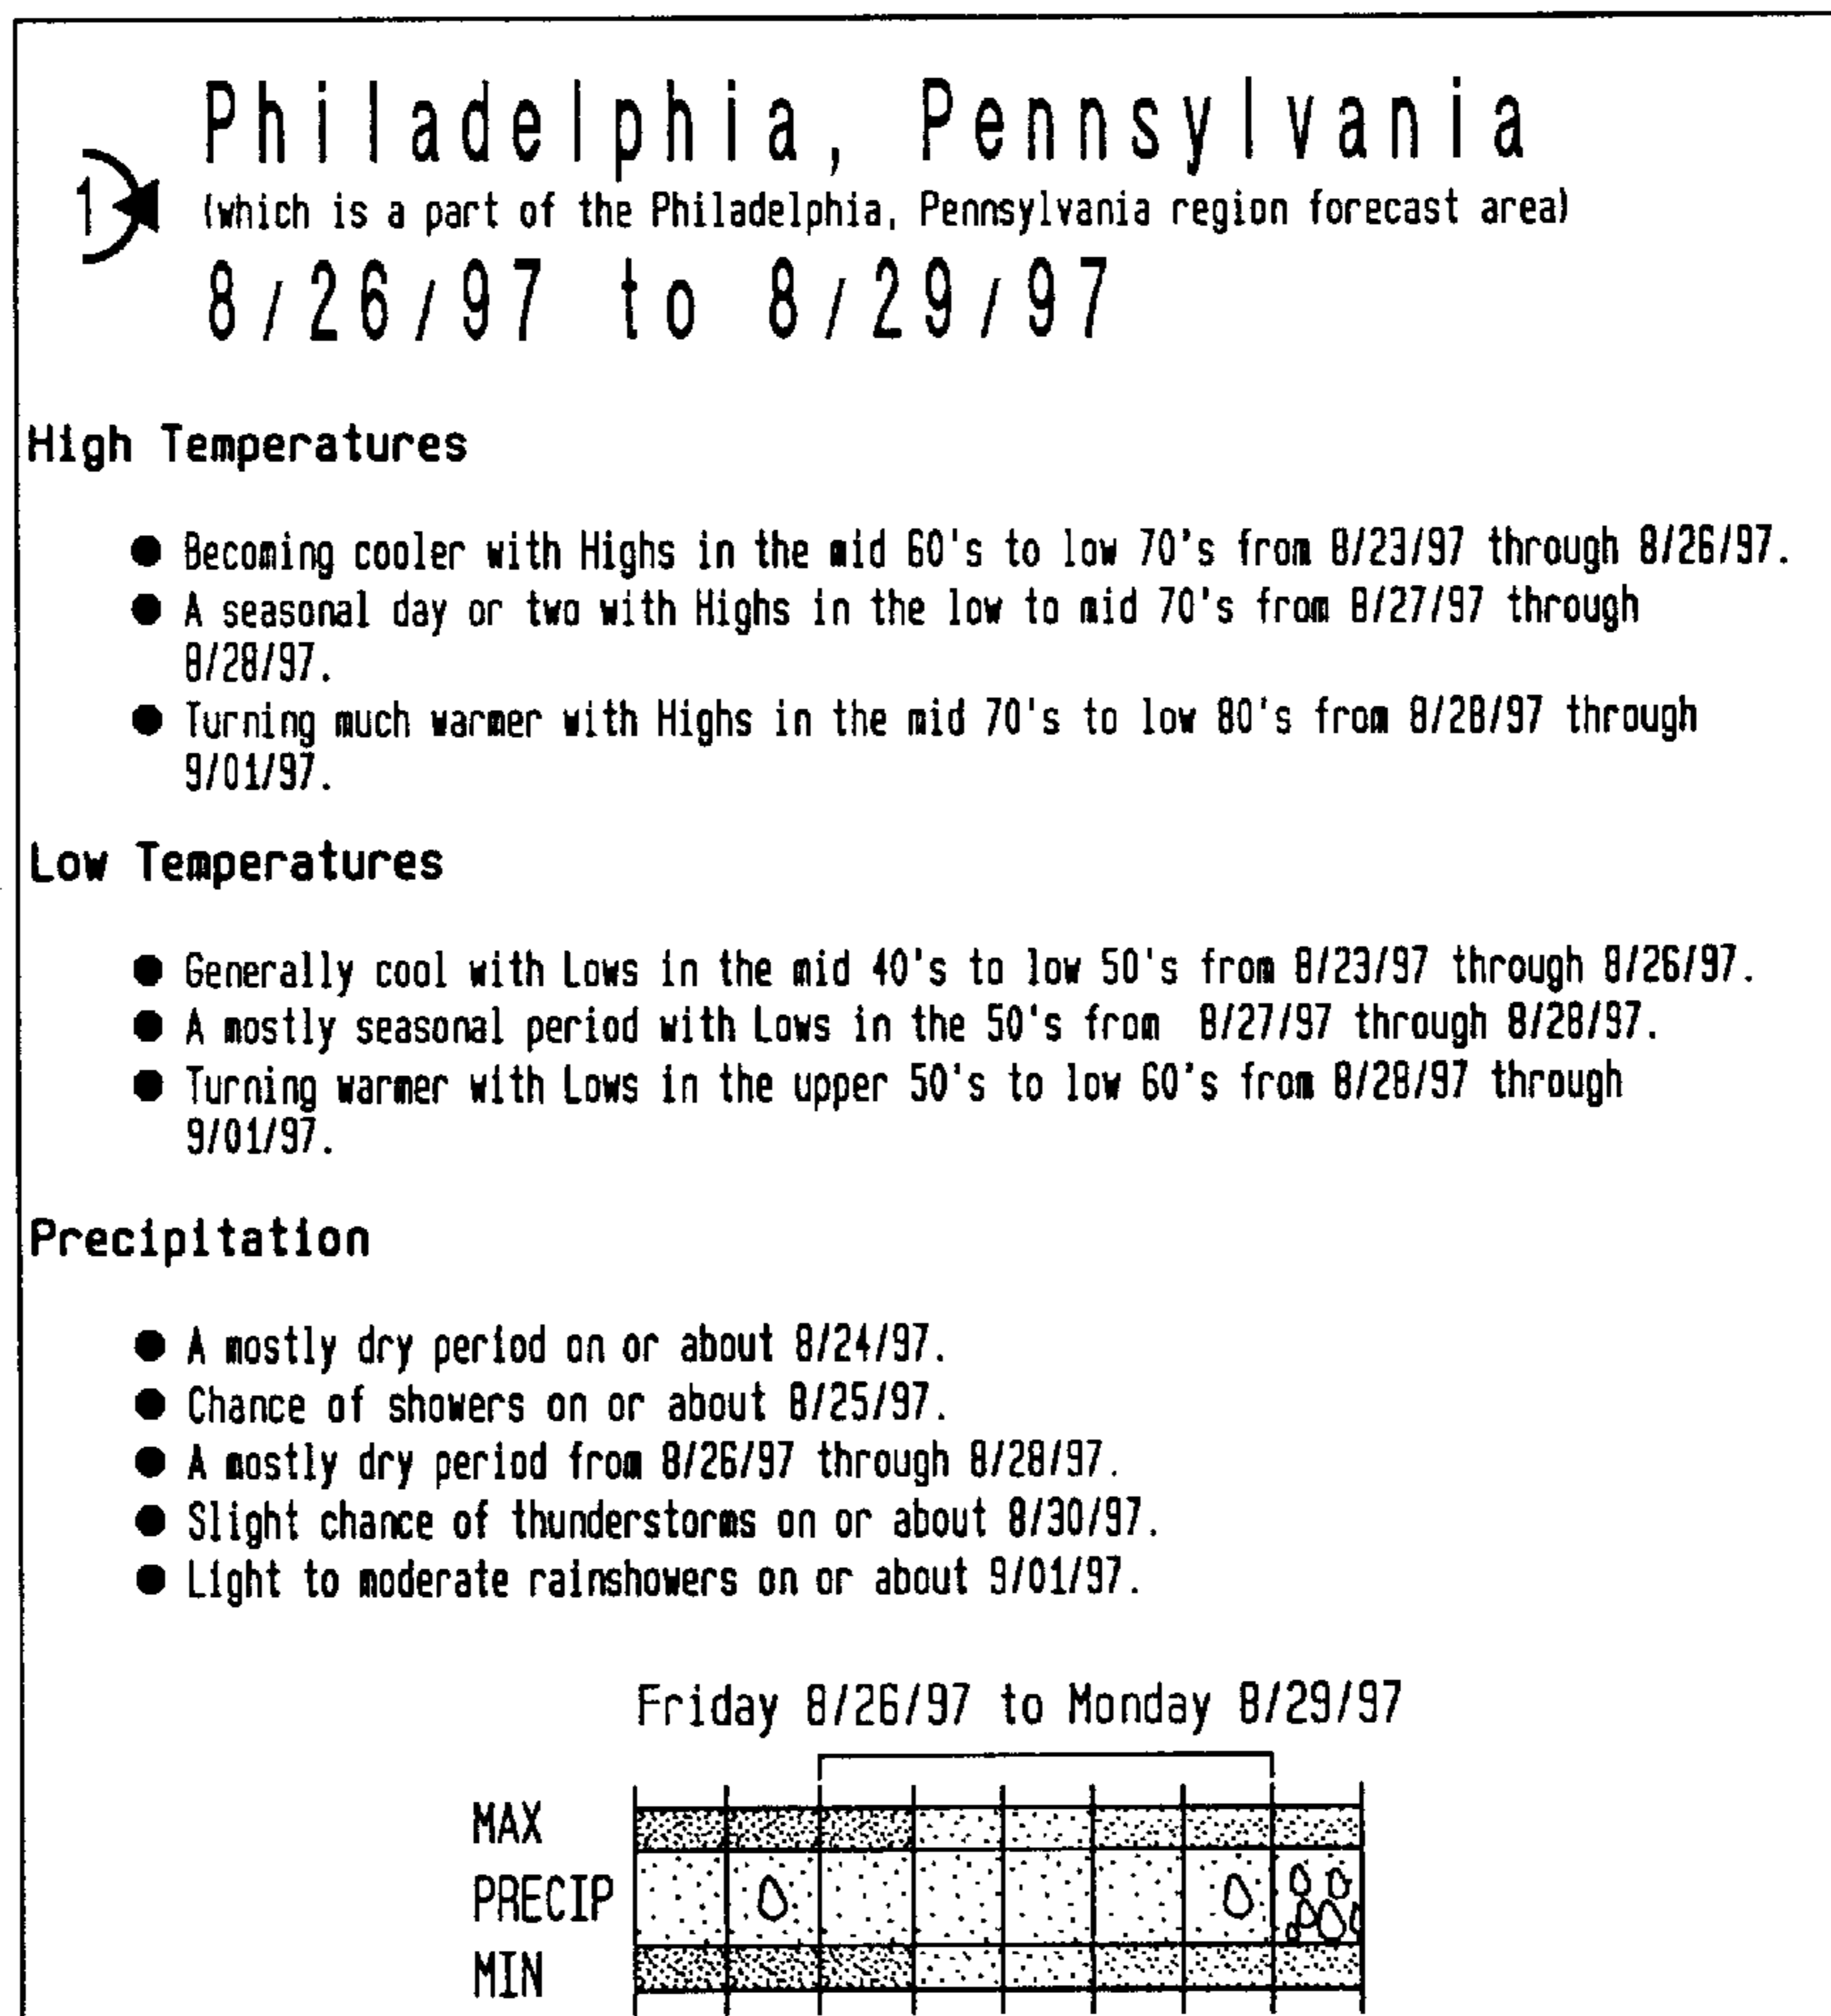 Philadelphia, Pennsylvania
1
(which is a part of the Philadelphia, Pennsylvania region forecast area)
8/26/97 to 8/29/97
High Temperatures
● Becoming cooler with Highs in the mid 60's to low 70's from 8/23/97 through 8/26/97.
● A seasonal day or two with Highs in the low to mid 70's from 8/27/97 through
8/28/97.
● Turning much warmer with Highs in the mid 70's to low 80's from 8/28/97 through
9/01/97.
Low Temperatures
● Generally cool with Lows in the mid 40's to low 50's from 8/23/97 through 8/26/97.
● A mostly seasonal period with Lows in the 50's from 8/27/97 through 8/28/97.
● Turning warmer with Lows in the upper 50's to low 60's from 8/28/97 through
9/01/97.
Precipitation
● A mostly dry period on or about 8/24/97.
● Chance of showers on or about 8/25/97.
● A mostly dry period from 8/26/97 through 8/28/97.
● Slight chance of thunderstorms on or about 8/30/97.
● Light to moderate rainshowers on or about 9/01/97.
Friday 8/26/97 to Monday 8/29/97
MAX
PRECIP
MIN